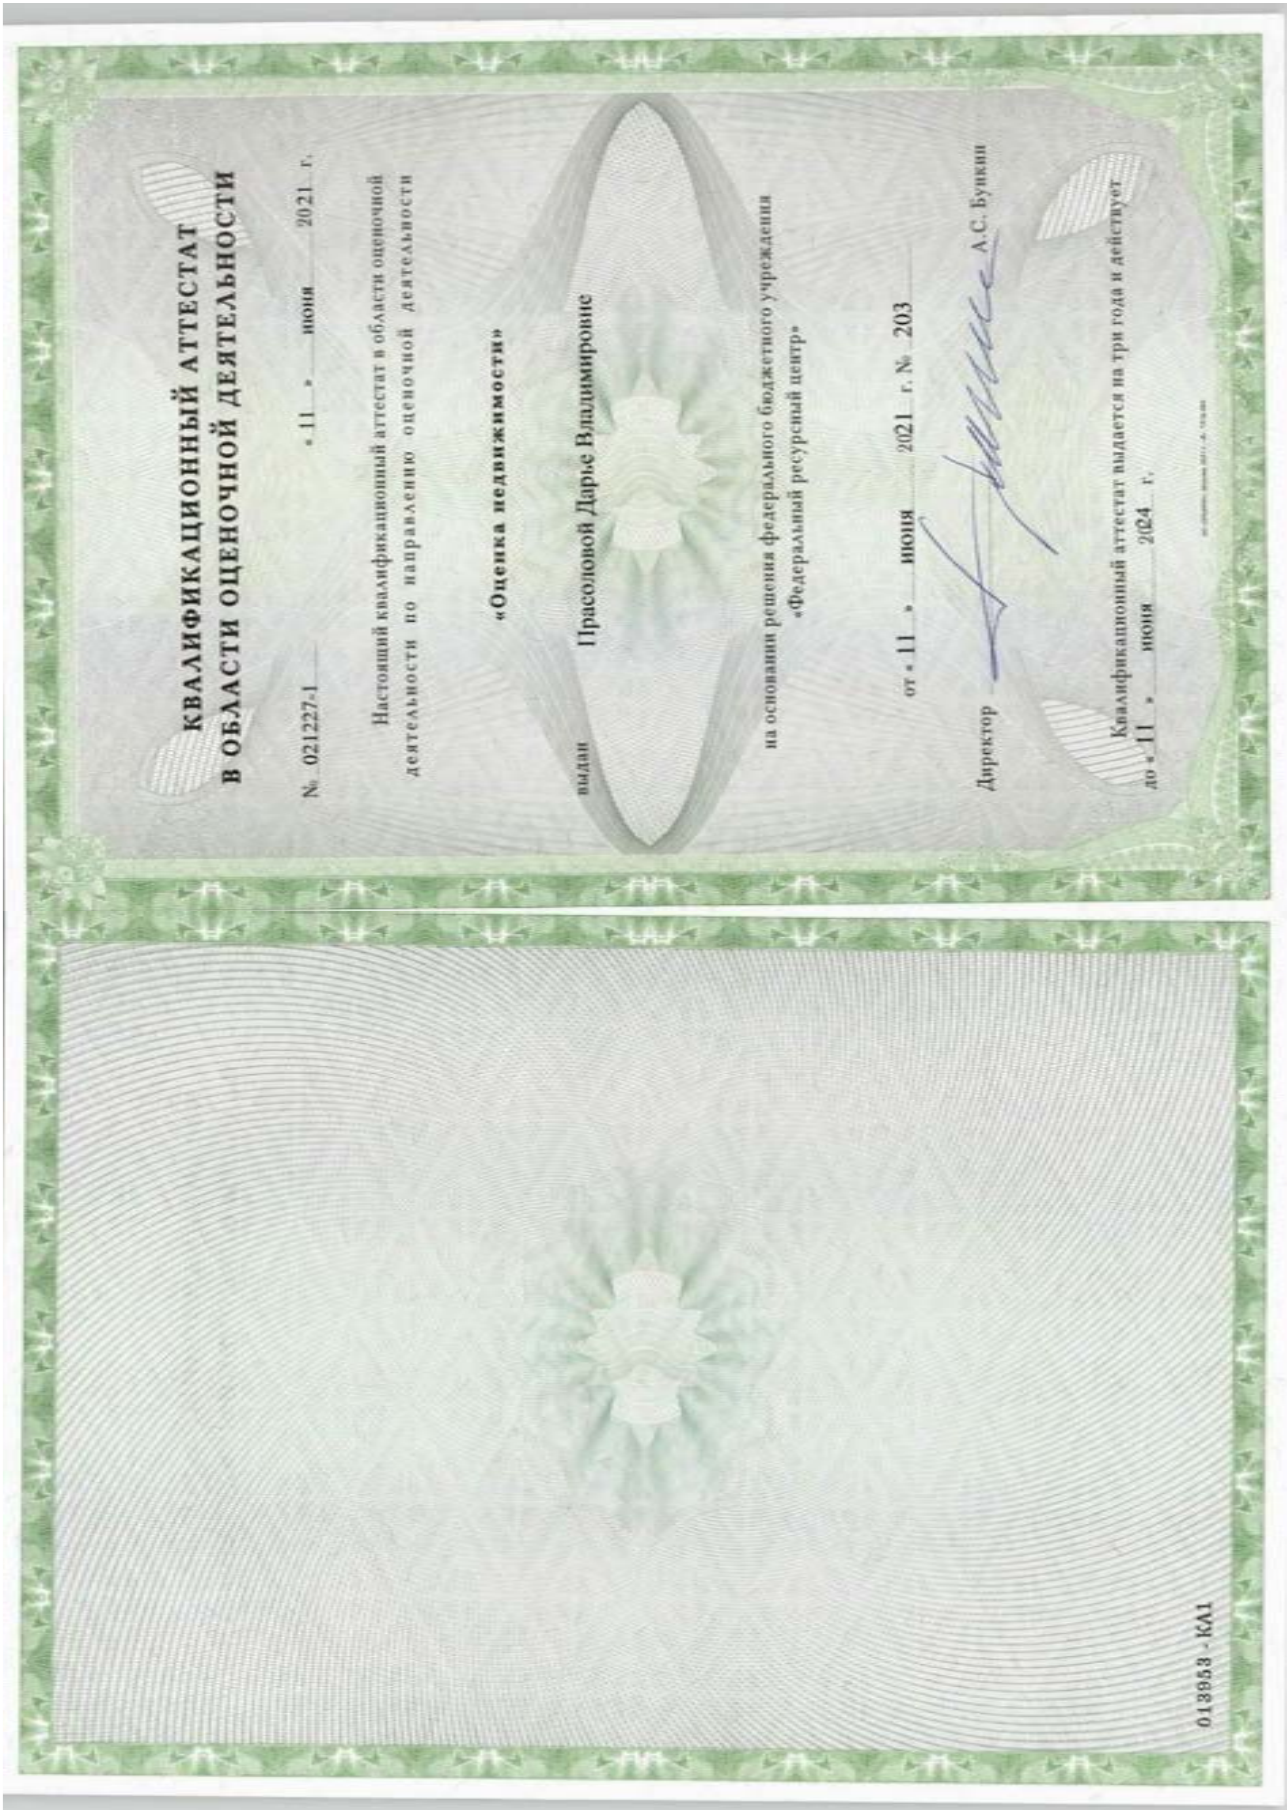 КВАЛИФИКАЦИОННЫЙ АТТЕСТАТ
В ОБЛАСТИ ОЦЕНОЧНОЙ ДЕЯТЕЛЬНОСТИ
№ 021227-1 « 11 » июня 2021 г.
Настоящий квалификационный аттестат в области оценочной
деятельности по направлению оценочной деятельности
«Оценка недвижимости»
выдан Прасоловой Дарье Владимировне
на основании решения федерального бюджетного учреждения
«Федеральный ресурсный центр»
от « 11 » июня 2021 г. № 203
Директор А.С. Бункин
Квалификационный аттестат выдается на три года и действует
до « 11 » июня 2024 г.
013953 - КА1